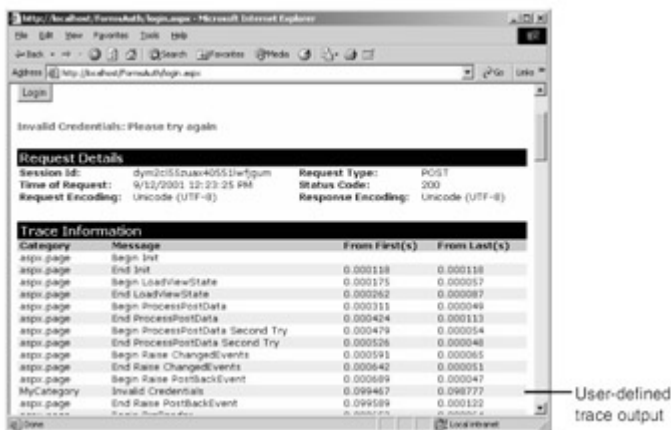 http://localhost/FormsAuth/login.aspx - Microsoft Internet Explorer
File Edit View Favorites Tools Help
Back Search Favorites Media
Address http://localhost/FormsAuth/login.aspx Go Links
Login
Invalid Credentials: Please try again
Request Details
Session Id: Request Type: POST
Time of Request: 9/12/2001 12:23:25 PM Status Code: 200
Request Encoding: Unicode (UTF-8) Response Encoding: Unicode (UTF-8)
Trace Information
Category Message From First(s) From Last(s)
aspx.page Begin Init
aspx.page End Init 0.000118 0.000118
aspx.page Begin LoadViewState 0.000175 0.000057
aspx.page End LoadViewState 0.000262 0.000087
aspx.page Begin ProcessPostData 0.000311 0.000049
aspx.page End ProcessPostData 0.000424 0.000113
aspx.page Begin ProcessPostData Second Try 0.000479 0.000054
aspx.page End ProcessPostData Second Try 0.000526 0.000048
aspx.page Begin Raise ChangedEvents 0.000591 0.000065
aspx.page End Raise ChangedEvents 0.000642 0.000051
aspx.page Begin Raise PostBackEvent 0.000689 0.000047
MyCategory Invalid Credentials 0.099467 0.098777
aspx.page End Raise PostBackEvent 0.099589 0.000122
Done Local intranet
User-defined
trace output